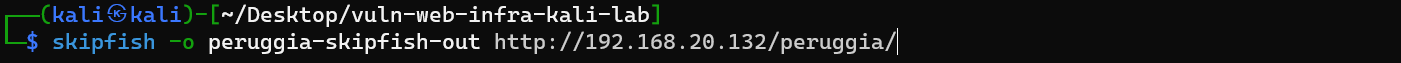 ┌──(kali㉿kali)-[~/Desktop/vuln-web-infra-kali-lab]
└─$ skipfish -o peruggia-skipfish-out http://192.168.20.132/peruggia/